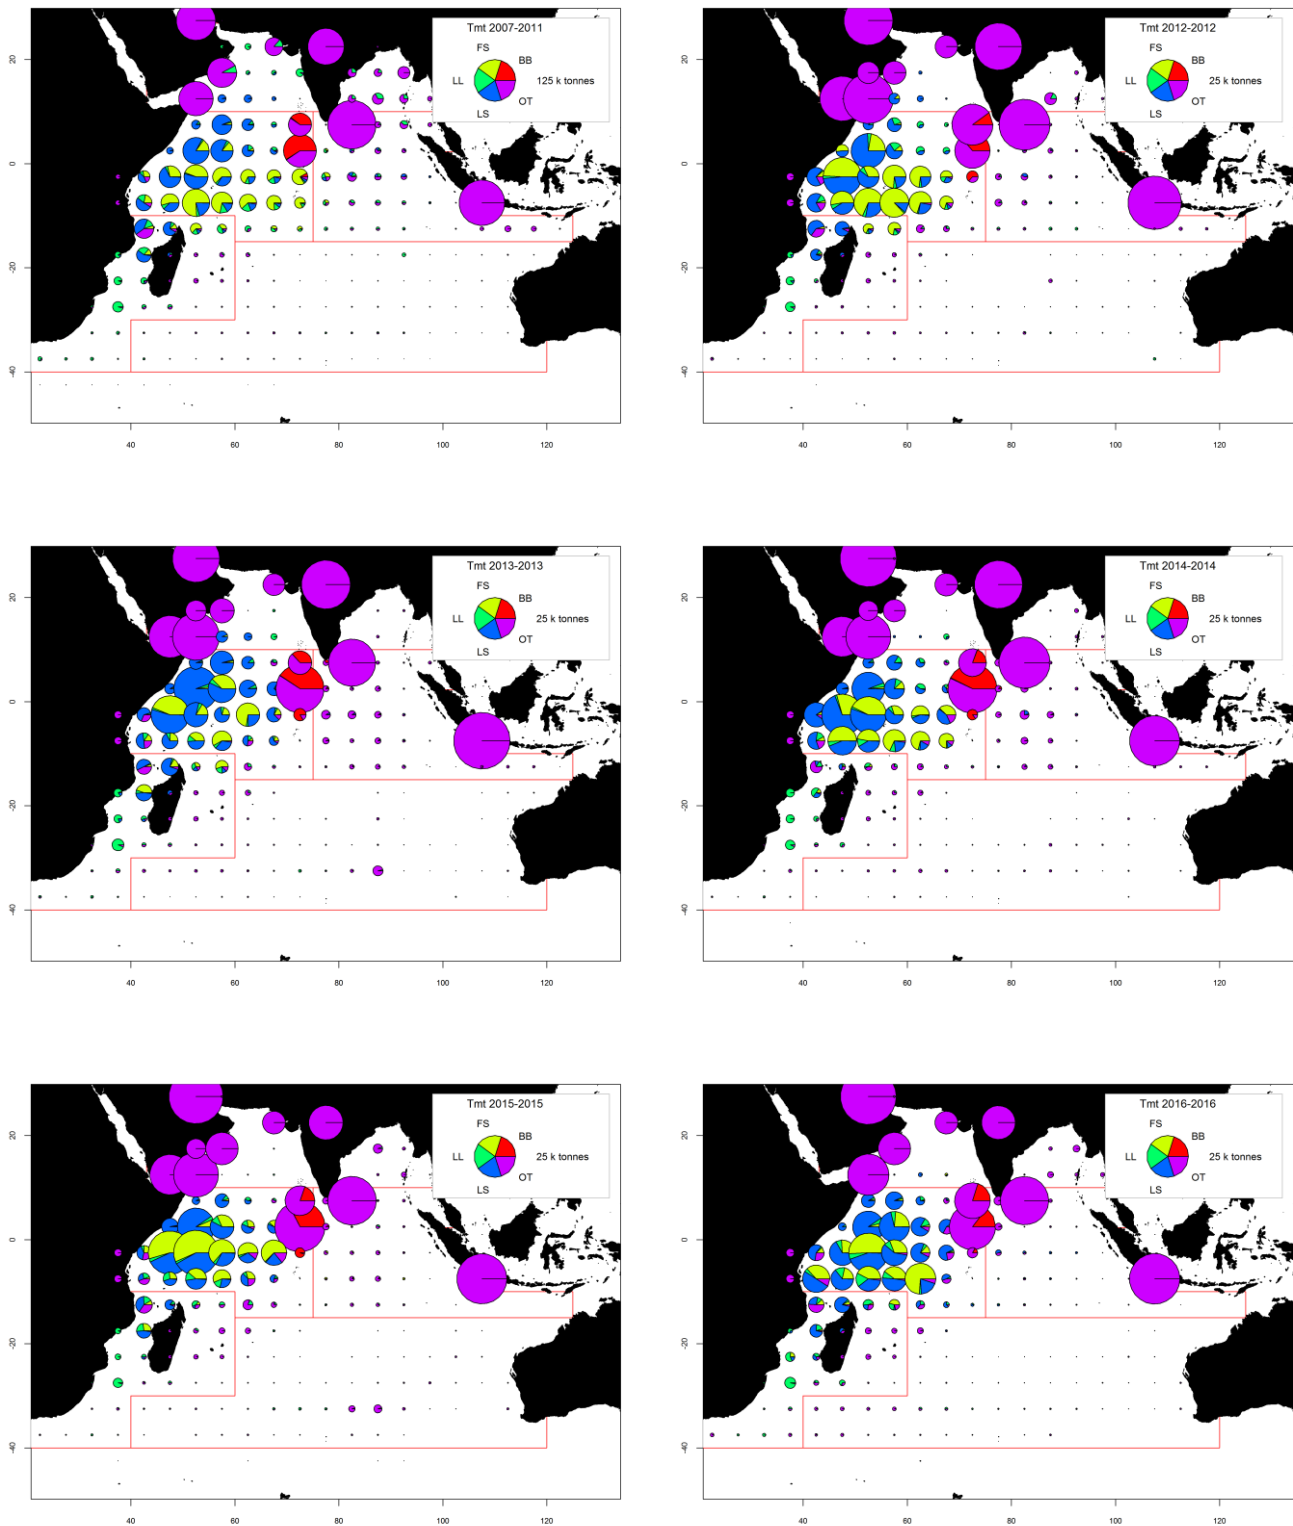 Tmt 2007-2011
FS
BB
LL
125 k tonnes
OT
LS
20
0
-20
-40
40
60
80
100
120
Tmt 2012-2012
FS
BB
LL
25 k tonnes
OT
LS
20
0
-20
-40
40
60
80
100
120
Tmt 2013-2013
FS
BB
LL
25 k tonnes
OT
LS
20
0
-20
-40
40
60
80
100
120
Tmt 2014-2014
FS
BB
LL
25 k tonnes
OT
LS
20
0
-20
-40
40
60
80
100
120
Tmt 2015-2015
FS
BB
LL
25 k tonnes
OT
LS
20
0
-20
-40
40
60
80
100
120
Tmt 2016-2016
FS
BB
LL
25 k tonnes
OT
LS
20
0
-20
-40
40
60
80
100
120